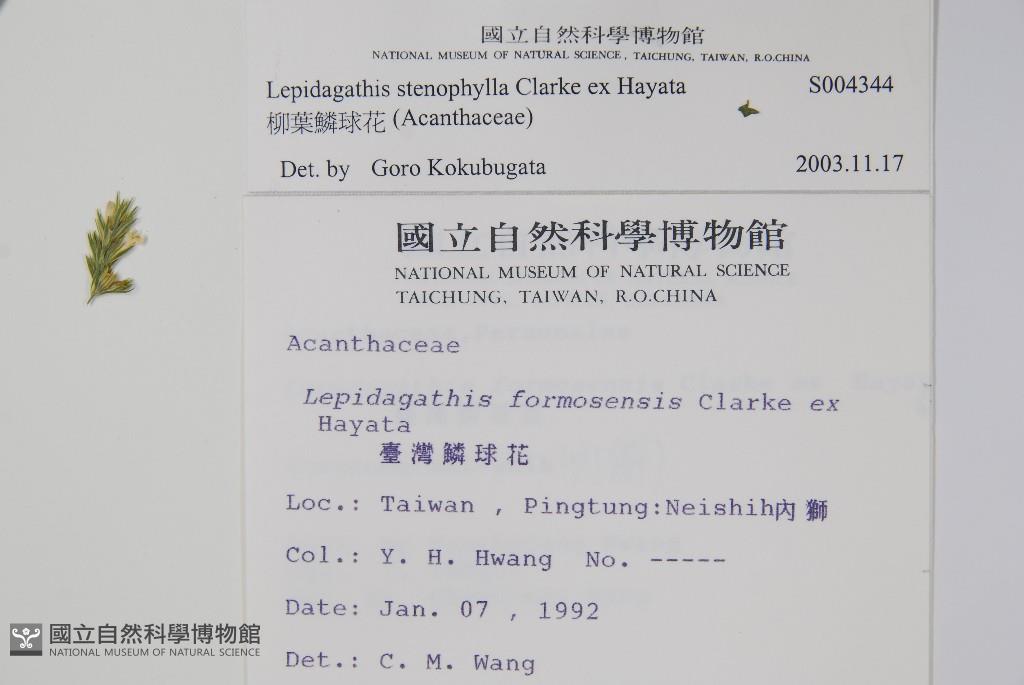 國立自然科學博物館
NATIONAL MUSEUM OF NATURAL SCIENCE, TAICHUNG, TAIWAN, R.O.CHINA
Lepidagathis stenophylla Clarke ex Hayata S004344
柳葉鱗球花 (Acanthaceae)
Det. by Goro Kokubugata 2003.11.17
國立自然科學博物館
NATIONAL MUSEUM OF NATURAL SCIENCE
TAICHUNG, TAIWAN, R.O.CHINA
Acanthaceae
Lepidagathis formosensis Clarke ex
Hayata
臺灣鱗球花
Loc.: Taiwan , Pingtung:Neishih內獅
Col.: Y. H. Hwang No. -----
Date: Jan. 07 , 1992
Det.: C. M. Wang
國立自然科學博物館
NATIONAL MUSEUM OF NATURAL SCIENCE